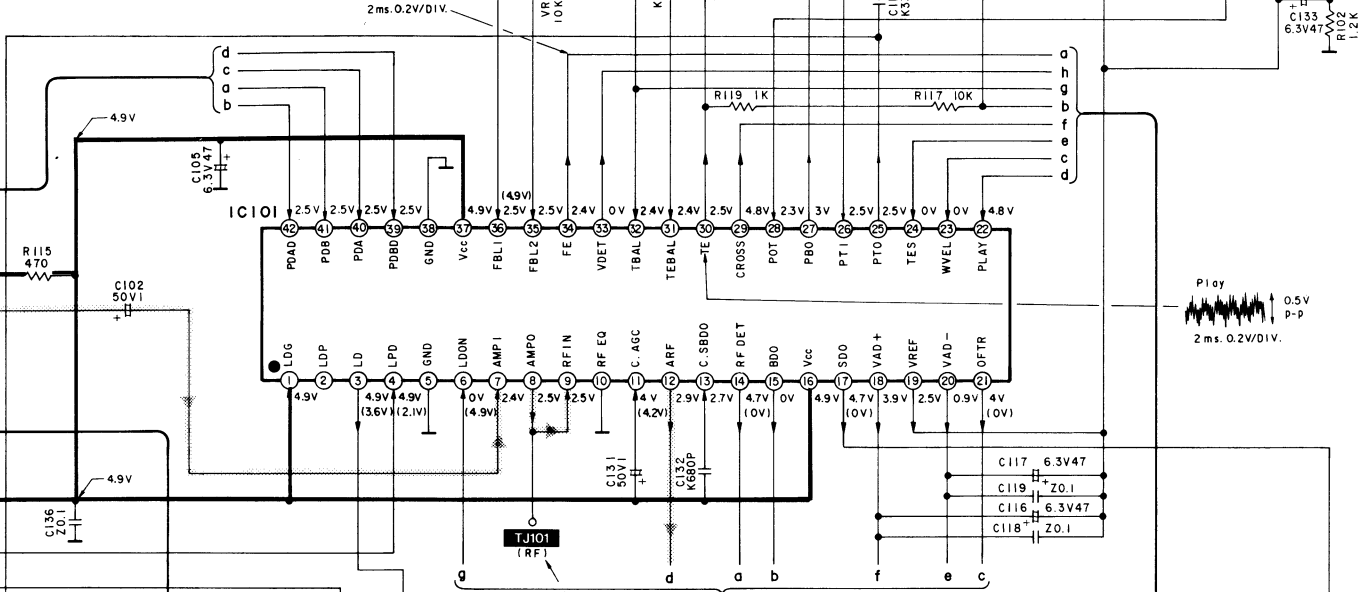 2ms. 0.2V/DIV.
VR
10K
K
K3
C133
6.3V47
R102
1.2K
d
c
a
b
a
h
g
R119 1K R117 10K b
f
e
c
d
4.9V
C105
6.3V47
(4.9V)
IC101
2.5V 2.5V 2.5V 2.5V 4.9V 2.5V 2.5V 2.4V 0V 2.4V 2.4V 2.5V 4.8V 2.3V 3V 2.5V 2.5V 0V 0V 4.8V
42 41 40 39 38 37 36 35 34 33 32 31 30 29 28 27 26 25 24 23 22
PDAD PDB PDA PDBD GND Vcc FBL1 FBL2 FE VDET TBAL TEBAL TE CROSS POT PBO PTI PTO TES WVEL PLAY
R115
470
C102
50V1
+
Play
0.5V
P-P
2ms. 0.2V/DIV.
LDG LDP LD LPD GND LDON AMPI AMPO RFIN RF EQ C.AGC ARF C.SBDO RF DET BDO Vcc SDO VAD+ VREF VAD- OFTR
1 2 3 4 5 6 7 8 9 10 11 12 13 14 15 16 17 18 19 20 21
4.9V 4.9V 4.9V 0V 2.4V 2.5V 2.5V 4V 2.9V 2.7V 4.7V 0V 4.9V 4.7V 3.9V 2.5V 0.9V 4V
(3.6V) (2.1V) (4.9V) (4.2V) (0V) (0V) (0V)
C131
50V1
C132
K680P
C117 6.3V47
C119 Z0.1
C116 6.3V47
C118 Z0.1
4.9V
C136
Z0.1
TJ101
(RF)
g d a b f e c